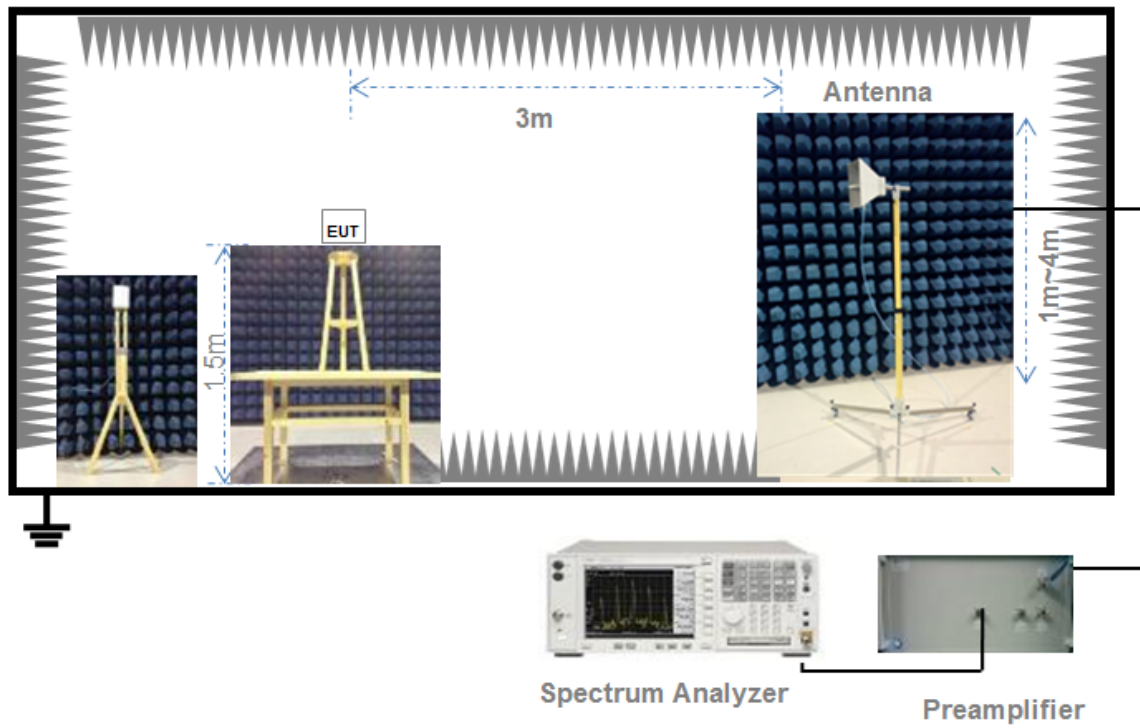 Antenna
3m
EUT
1.5m
1m~4m
Spectrum Analyzer
Preamplifier